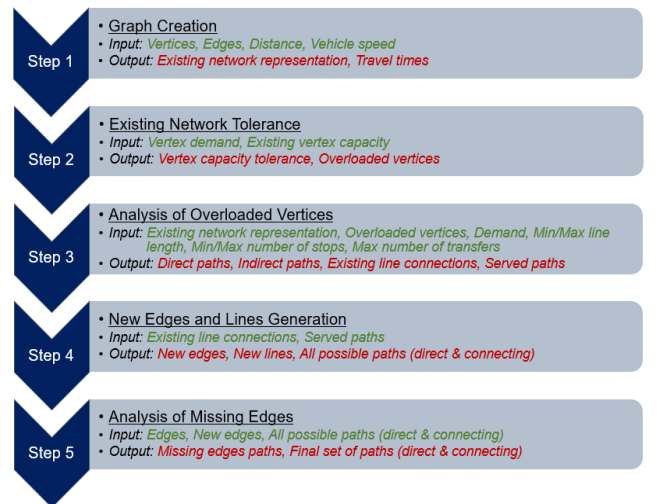 Step 1
• Graph Creation
• Input: Vertices, Edges, Distance, Vehicle speed
• Output: Existing network representation, Travel times
Step 2
• Existing Network Tolerance
• Input: Vertex demand, Existing vertex capacity
• Output: Vertex capacity tolerance, Overloaded vertices
Step 3
• Analysis of Overloaded Vertices
• Input: Existing network representation, Overloaded vertices, Demand, Min/Max line
length, Min/Max number of stops, Max number of transfers
• Output: Direct paths, Indirect paths, Existing line connections, Served paths
Step 4
• New Edges and Lines Generation
• Input: Existing line connections, Served paths
• Output: New edges, New lines, All possible paths (direct & connecting)
Step 5
• Analysis of Missing Edges
• Input: Edges, New edges, All possible paths (direct & connecting)
• Output: Missing edges paths, Final set of paths (direct & connecting)